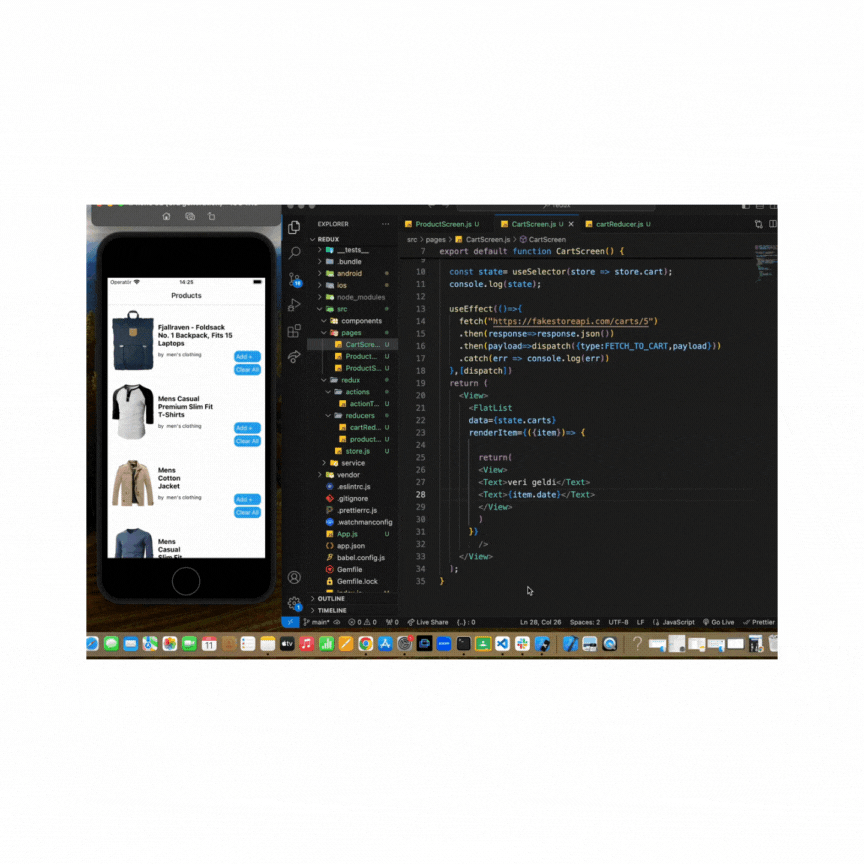 Operatör
14:25
Products
Fjallraven - Foldsack
No. 1 Backpack, Fits 15
Laptops
by men's clothing
Add +
Clear All
Mens Casual
Premium Slim Fit
T-Shirts
by men's clothing
Add +
Clear All
Mens
Cotton
Jacket
by men's clothing
Add +
Clear All
Mens
Casual
Slim Fit
EXPLORER
REDUX
__tests__
.bundle
android
ios
node_modules
src
components
pages
CartScre... U
Product... U
ProductS... U
redux
actions
actionT... U
reducers
cartRed... U
product... U
store.js U
service
vendor
.eslintrc.js
.gitignore
.prettierrc.js
.watchmanconfig
App.js U
app.json
babel.config.js
Gemfile
Gemfile.lock
OUTLINE
TIMELINE
redux
ProductScreen.js U
CartScreen.js U
cartReducer.js U
src > pages > CartScreen.js > CartScreen
7 export default function CartScreen() {
10 const state= useSelector(store => store.cart);
11 console.log(state);
12
13 useEffect(()=>{
14 fetch("https://fakestoreapi.com/carts/5")
15 .then(response=>response.json())
16 .then(payload=>dispatch({type:FETCH_TO_CART,payload}))
17 .catch(err => console.log(err))
18 },[dispatch])
19 return (
20 <View>
21 <FlatList
22 data={state.carts}
23 renderItem={({item})=> {
24
25 return(
26 <View>
27 <Text>veri geldi</Text>
28 <Text>{item.date}</Text>
29 </View>
30 )
31 }}
32 />
33 </View>
34 );
35 }
main*
0 0
0
Live Share
{..} : 0
Ln 28, Col 26
Spaces: 2
UTF-8
LF
JavaScript
Go Live
Prettier
11
tv
zoom